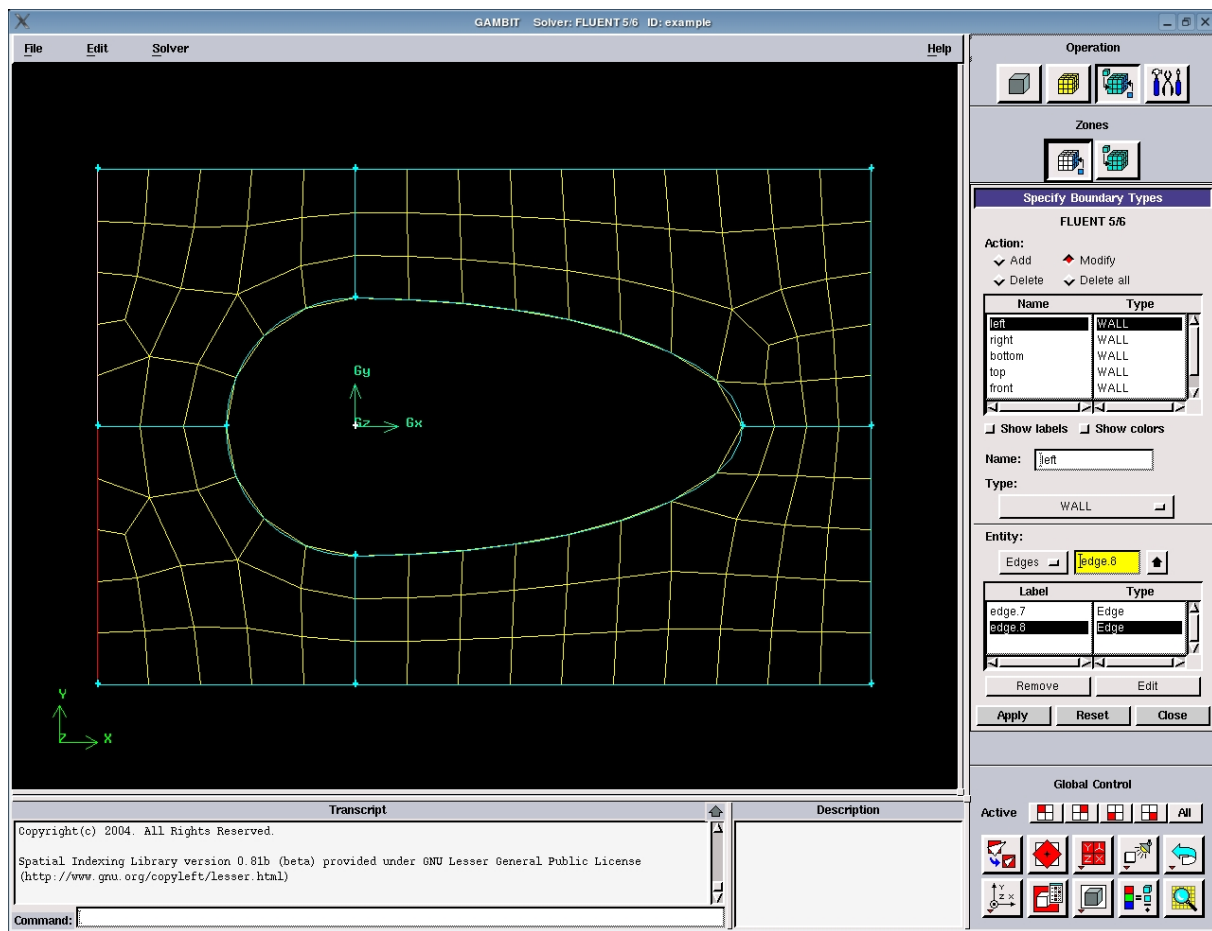 GAMBIT Solver: FLUENT 5/6 ID: example
File Edit Solver Help
Gy
Gz Gx
Y
Z X
Operation
Zones
Specify Boundary Types
FLUENT 5/6
Action:
Add Modify
Delete Delete all
Name Type
left WALL
right WALL
bottom WALL
top WALL
front WALL
Show labels Show colors
Name: left
Type:
WALL
Entity:
Edges edge.8
Label Type
edge.7 Edge
edge.8 Edge
Remove Edit
Apply Reset Close
Transcript
Copyright(c) 2004. All Rights Reserved.
Spatial Indexing Library version 0.81b (beta) provided under GNU Lesser General Public License
(http://www.gnu.org/copyleft/lesser.html)
Command:
Description
Global Control
Active All
Y X
Z X
Y
Z X